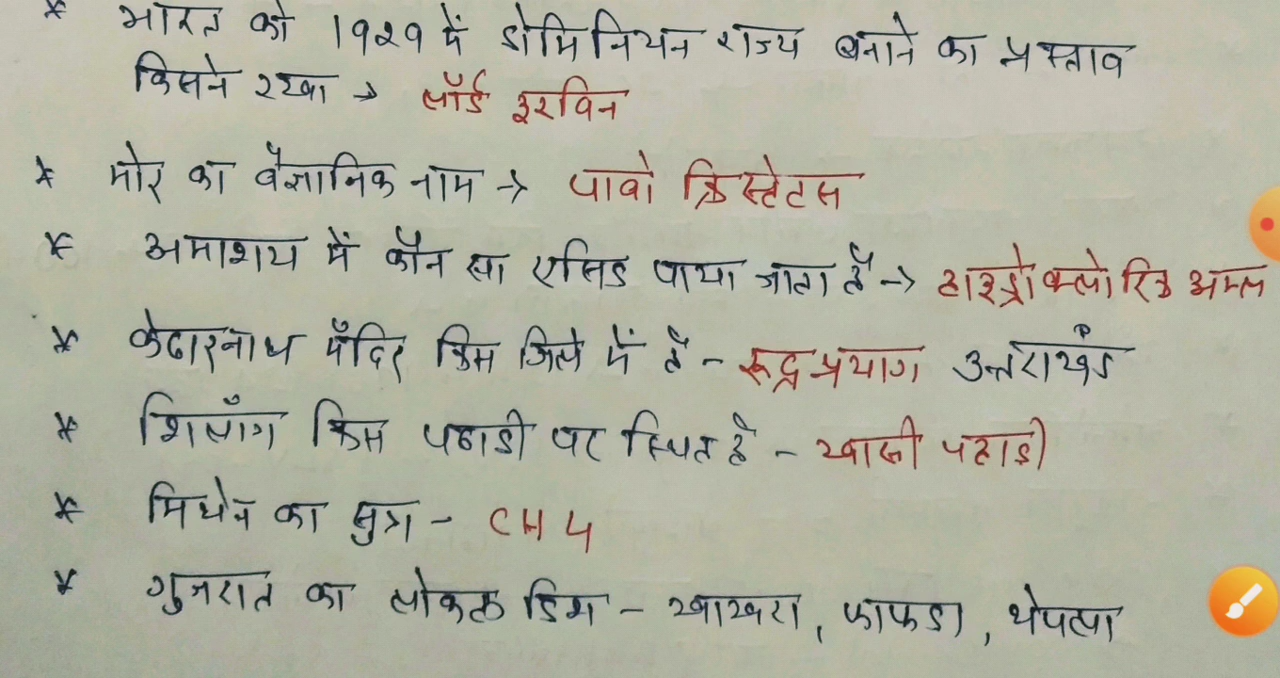 * भारत को 1929 में डोमिनियन राज्य बनाने का प्रस्ताव
किसने रखा → लॉर्ड इरविन
* मोर का वैज्ञानिक नाम → पावो क्रिस्टेटस
* अमाशय में कौन सा एसिड पाया जाता है → हाइड्रोक्लोरिक अम्ल
* केदारनाथ मंदिर किस जिले में है - रूद्रप्रयाग उत्तराखंड
* शिलाँग किस पहाडी पर स्थित है - खासी पहाड़ी
* मिथेन का सुत्र - CH4
* गुजरात का लोकल डिश - खाखरा, फाफडा, थेपला